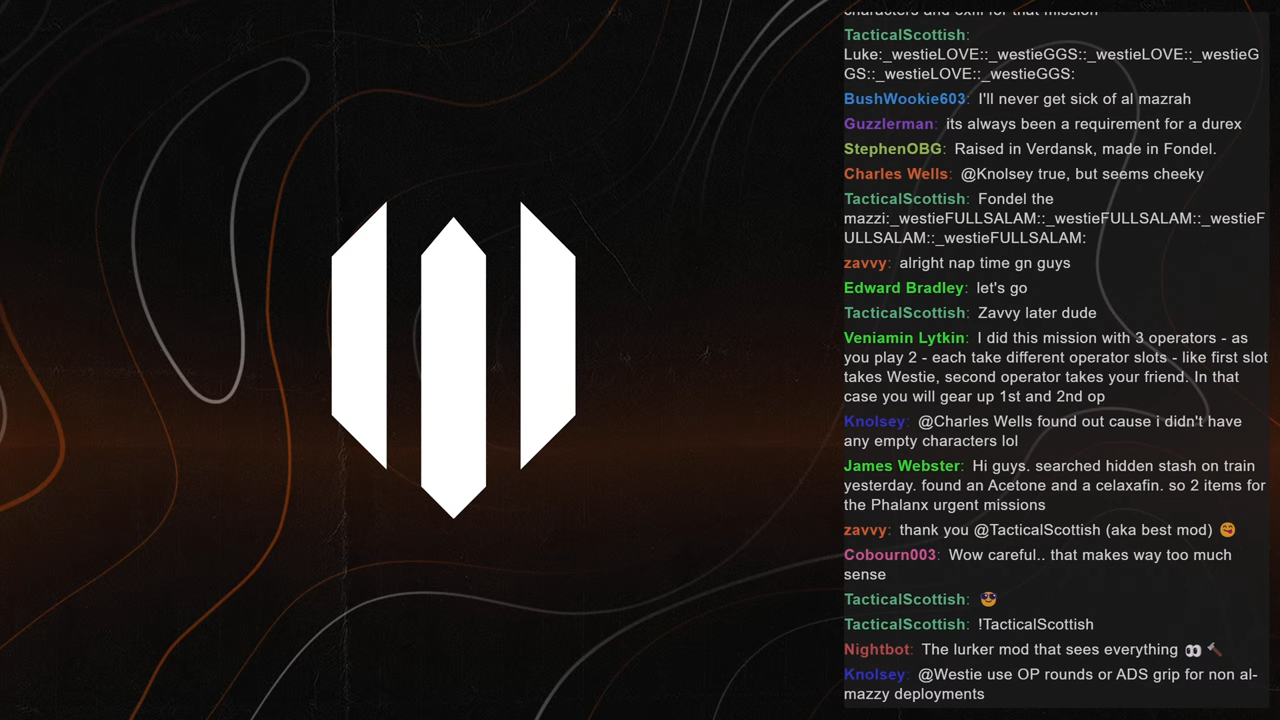 characters and exfil for that mission
TacticalScottish:
Luke:_westieLOVE::_westieGGS::_westieLOVE::_westieG
GS::_westieLOVE::_westieGGS:
BushWookie603: I'll never get sick of al mazrah
Guzzlerman: its always been a requirement for a durex
StephenOBG: Raised in Verdansk, made in Fondel.
Charles Wells: @Knolsey true, but seems cheeky
TacticalScottish: Fondel the
mazzi:_westieFULLSALAM::_westieFULLSALAM::_westieF
ULLSALAM::_westieFULLSALAM:
zavvy: alright nap time gn guys
Edward Bradley: let's go
TacticalScottish: Zavvy later dude
Veniamin Lytkin: I did this mission with 3 operators - as
you play 2 - each take different operator slots - like first slot
takes Westie, second operator takes your friend. In that
case you will gear up 1st and 2nd op
Knolsey: @Charles Wells found out cause i didn't have
any empty characters lol
James Webster: Hi guys. searched hidden stash on train
yesterday. found an Acetone and a celaxafin. so 2 items for
the Phalanx urgent missions
zavvy: thank you @TacticalScottish (aka best mod) 😋
Cobourn003: Wow careful.. that makes way too much
sense
TacticalScottish: 😎
TacticalScottish: !TacticalScottish
Nightbot: The lurker mod that sees everything 👀 🔨
Knolsey: @Westie use OP rounds or ADS grip for non al-
mazzy deployments